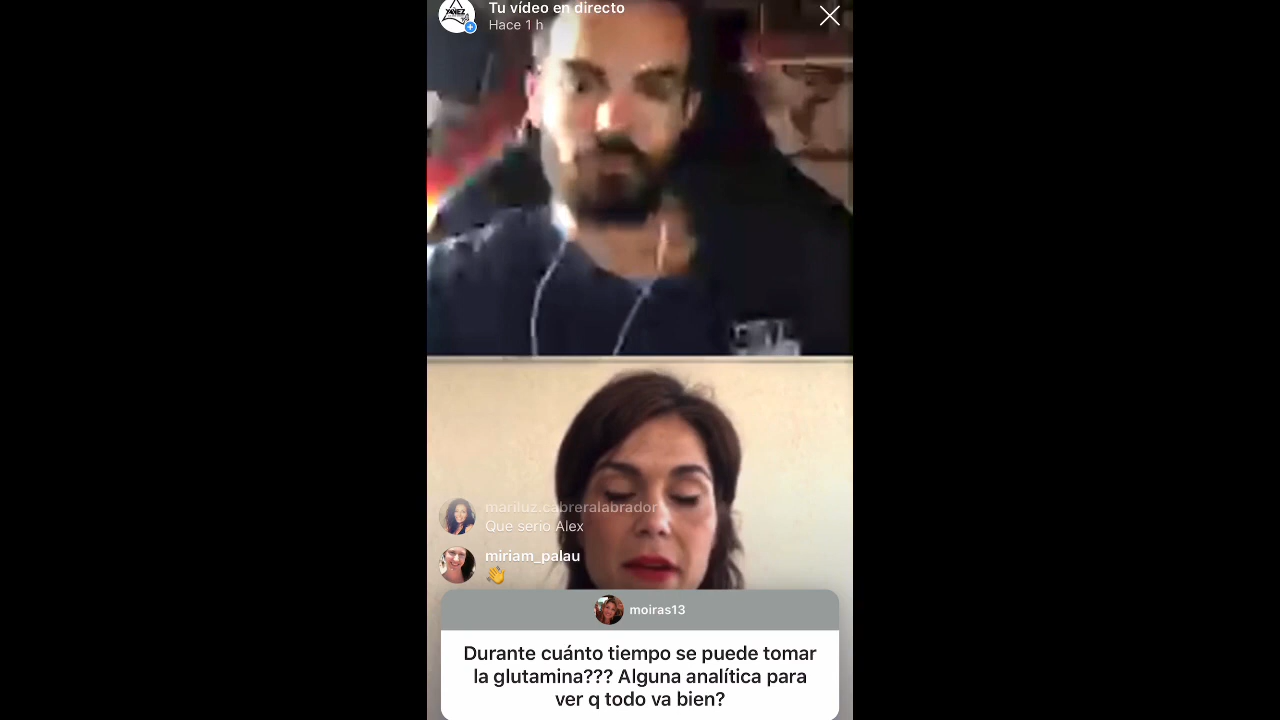 YAÑEZ
Tu vídeo en directo
Hace 1 h
mariluz.cabreralabrador
Que serio Alex
miriam_palau
👋
moiras13
Durante cuánto tiempo se puede tomar
la glutamina??? Alguna analítica para
ver q todo va bien?